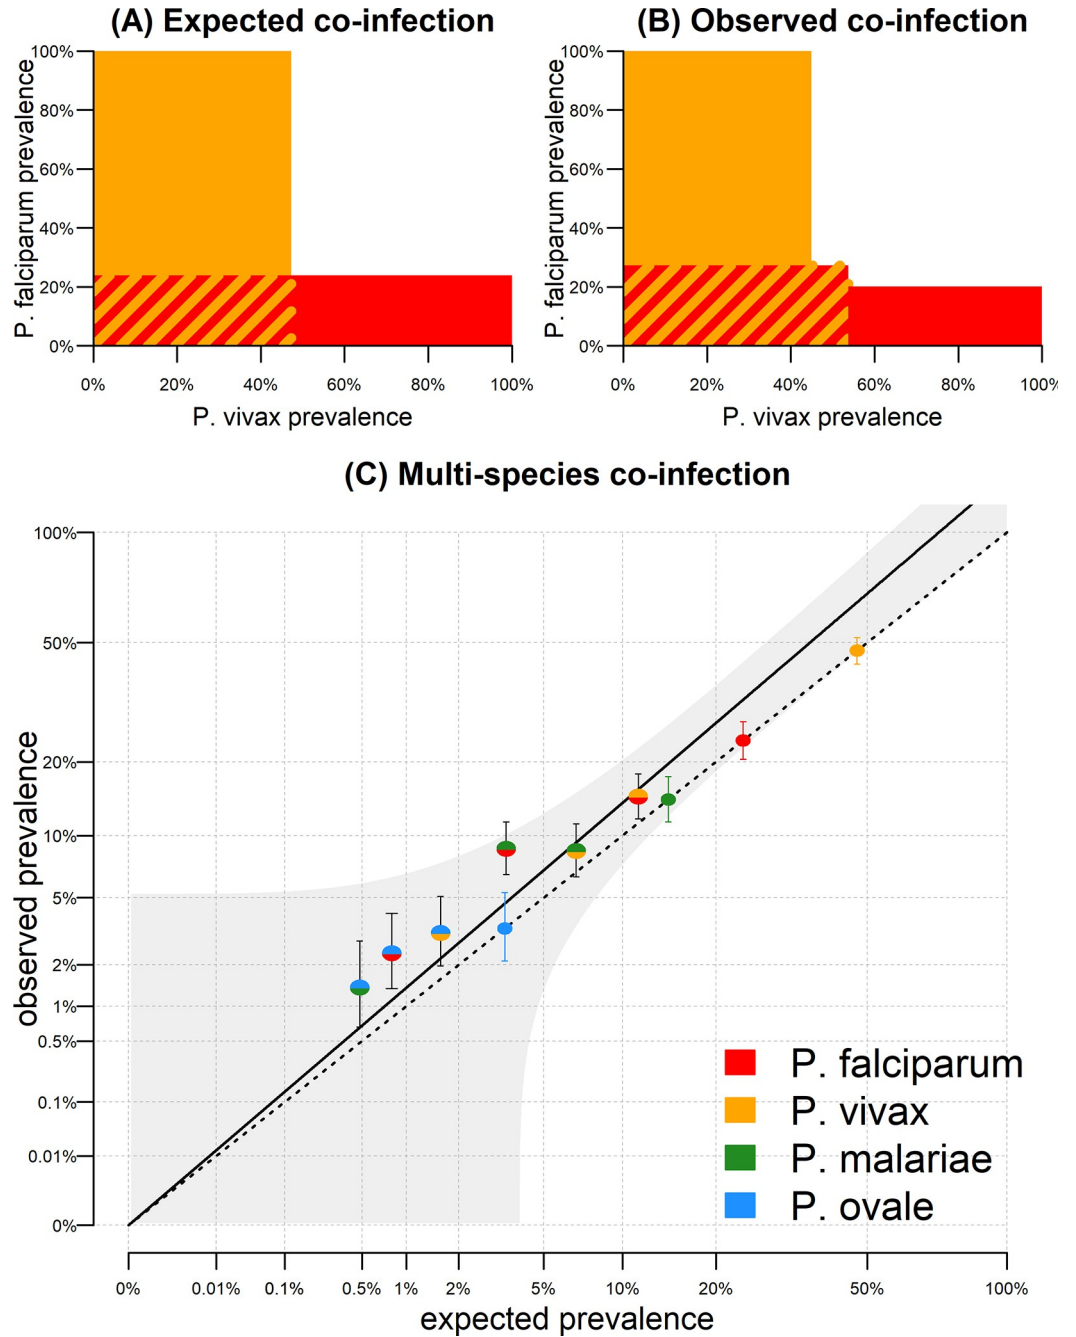 (A) Expected co-infection
P. falciparum prevalence
100%
80%
60%
40%
20%
0%
0% 20% 40% 60% 80% 100%
P. vivax prevalence
(B) Observed co-infection
P. falciparum prevalence
100%
80%
60%
40%
20%
0%
0% 20% 40% 60% 80% 100%
P. vivax prevalence
(C) Multi-species co-infection
observed prevalence
100%
50%
20%
10%
5%
2%
1%
0.5%
0.1%
0.01%
0%
P. falciparum
P. vivax
P. malariae
P. ovale
0% 0.01% 0.1% 0.5% 1% 2% 5% 10% 20% 50% 100%
expected prevalence